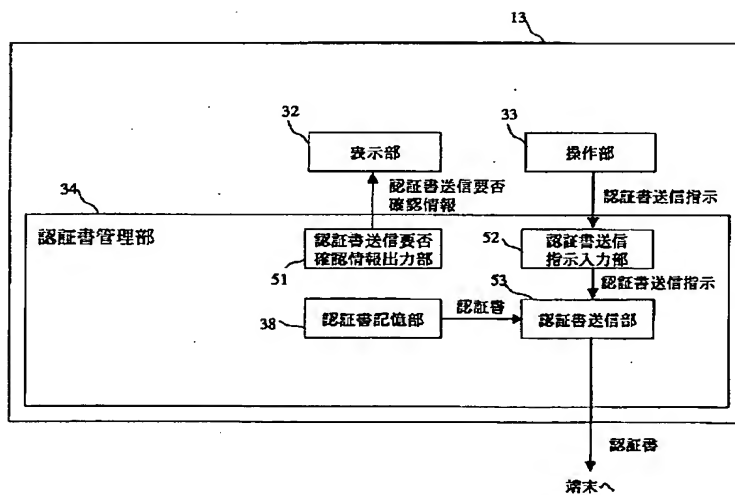 13
32
表示部
33
操作部
認証書送信要否
確認情報
認証書送信指示
34
認証書管理部
認証書送信要否
確認情報出力部
51
52
認証書送信
指示入力部
認証書送信指示
53
38
認証書記憶部
認証書
認証書送信部
認証書
端末へ